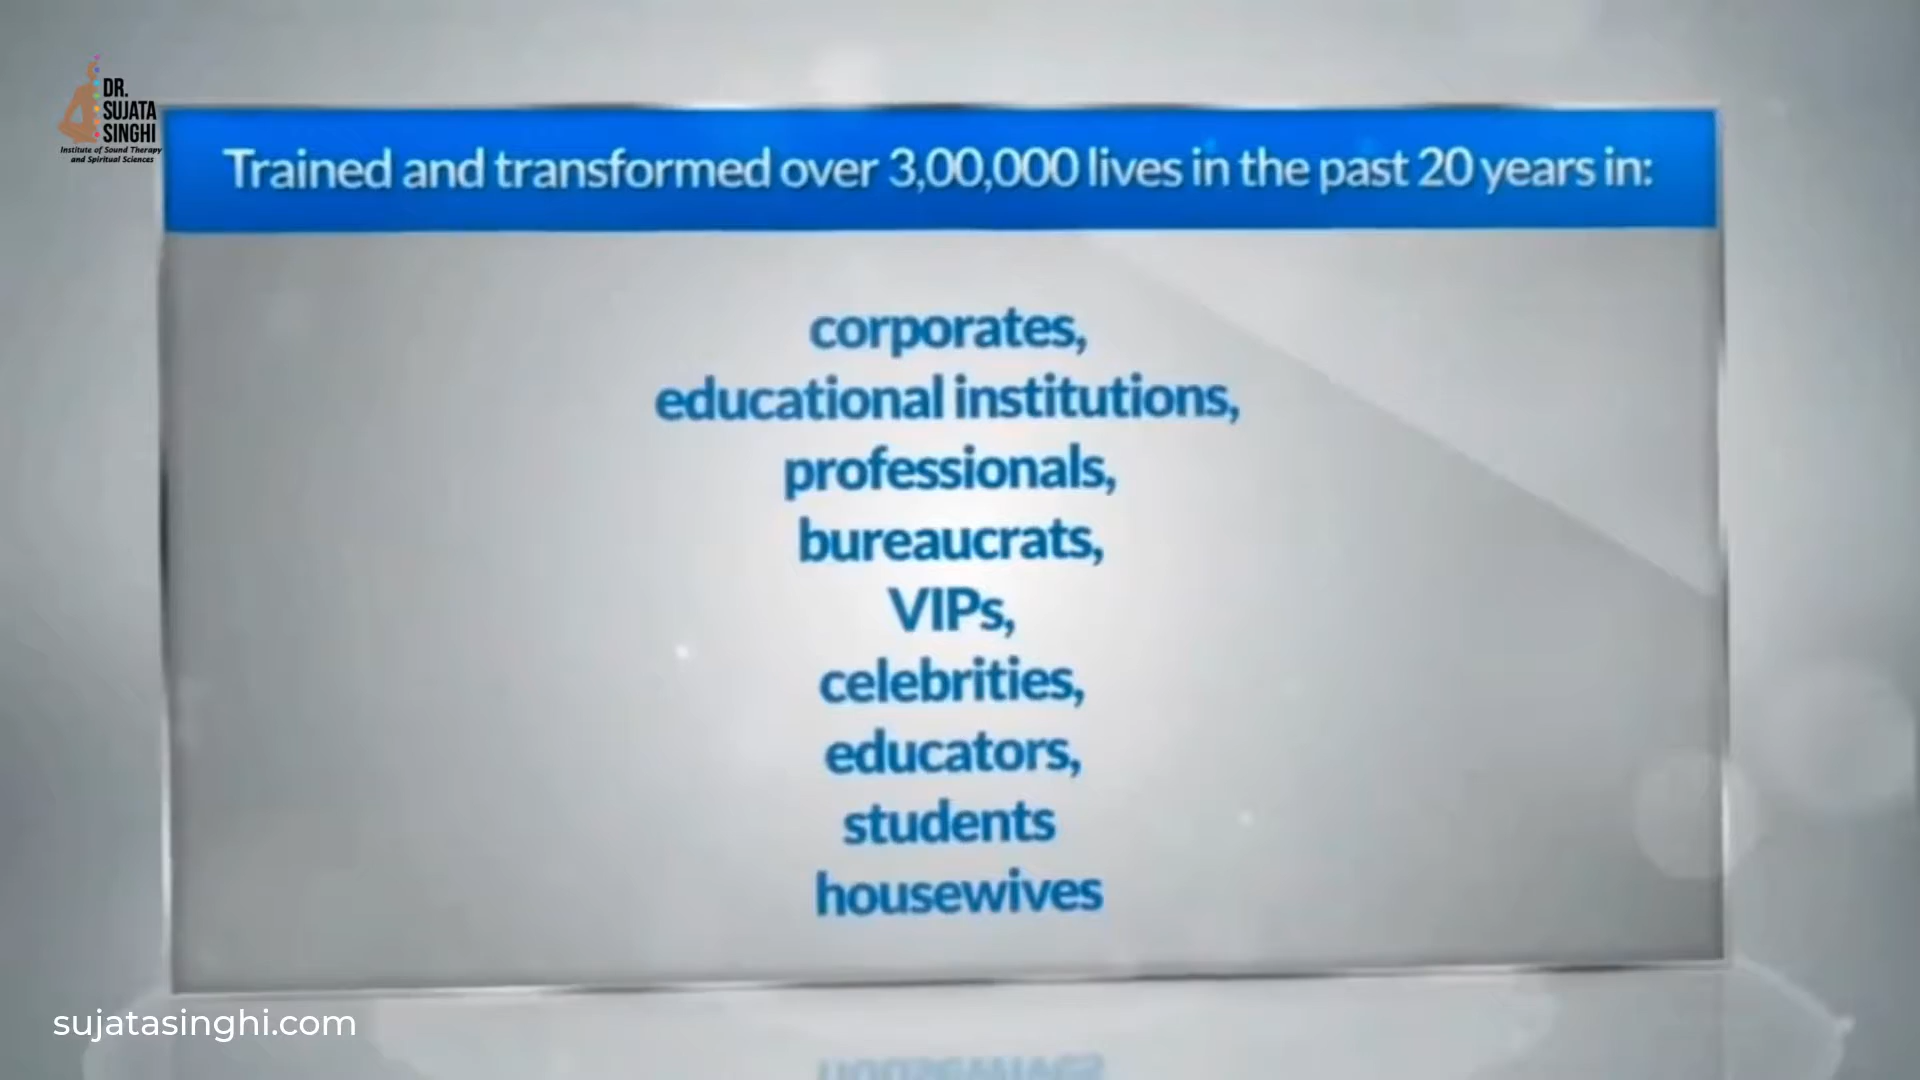 DR.
SUJATA
SINGHI
Institute of Sound Therapy
and Spiritual Sciences
Trained and transformed over 3,00,000 lives in the past 20 years in:
corporates,
educational institutions,
professionals,
bureaucrats,
VIPs,
celebrities,
educators,
students
housewives
sujatasinghi.com